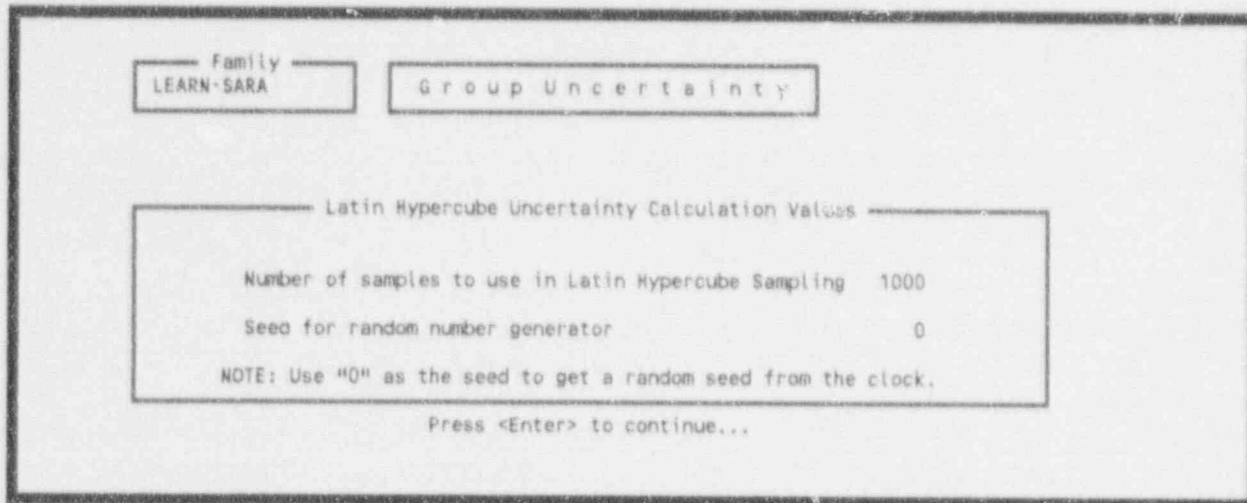 Family
LEARN-SARA
Group Uncertainty
Latin Hypercube Uncertainty Calculation Values
Number of samples to use in Latin Hypercube Sampling 1000
Seed for random number generator 0
NOTE: Use "0" as the seed to get a random seed from the clock.
Press <Enter> to continue...